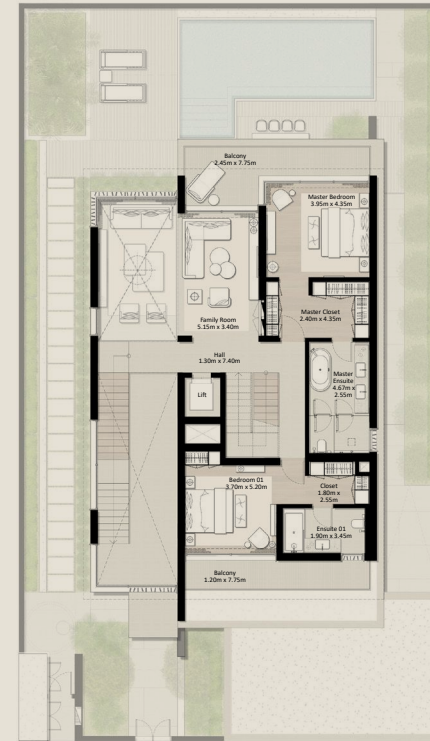 Balcony
2.45m x 7.75m
Master Bedroom
3.95m x 4.35m
Family Room
5.15m x 3.40m
Master Closet
2.40m x 4.35m
Hall
1.30m x 7.40m
Master
Ensuite
4.67m x
2.55m
Lift
Bedroom 01
3.70m x 5.20m
Closet
1.80m x
2.55m
Ensuite 01
1.90m x 3.45m
Balcony
1.20m x 7.75m